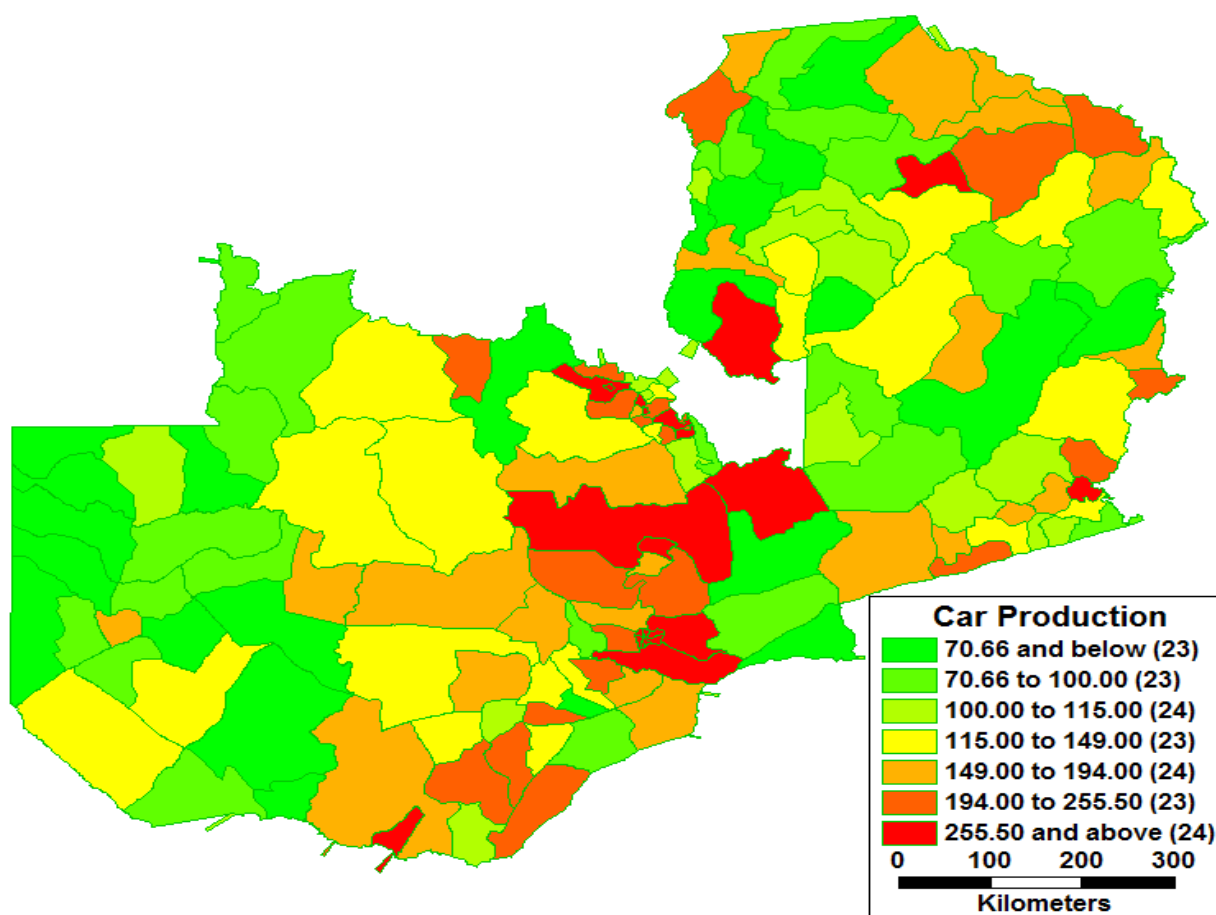 Car Production
70.66 and below (23)
70.66 to 100.00 (23)
100.00 to 115.00 (24)
115.00 to 149.00 (23)
149.00 to 194.00 (24)
194.00 to 255.50 (23)
255.50 and above (24)
0 100 200 300
Kilometers